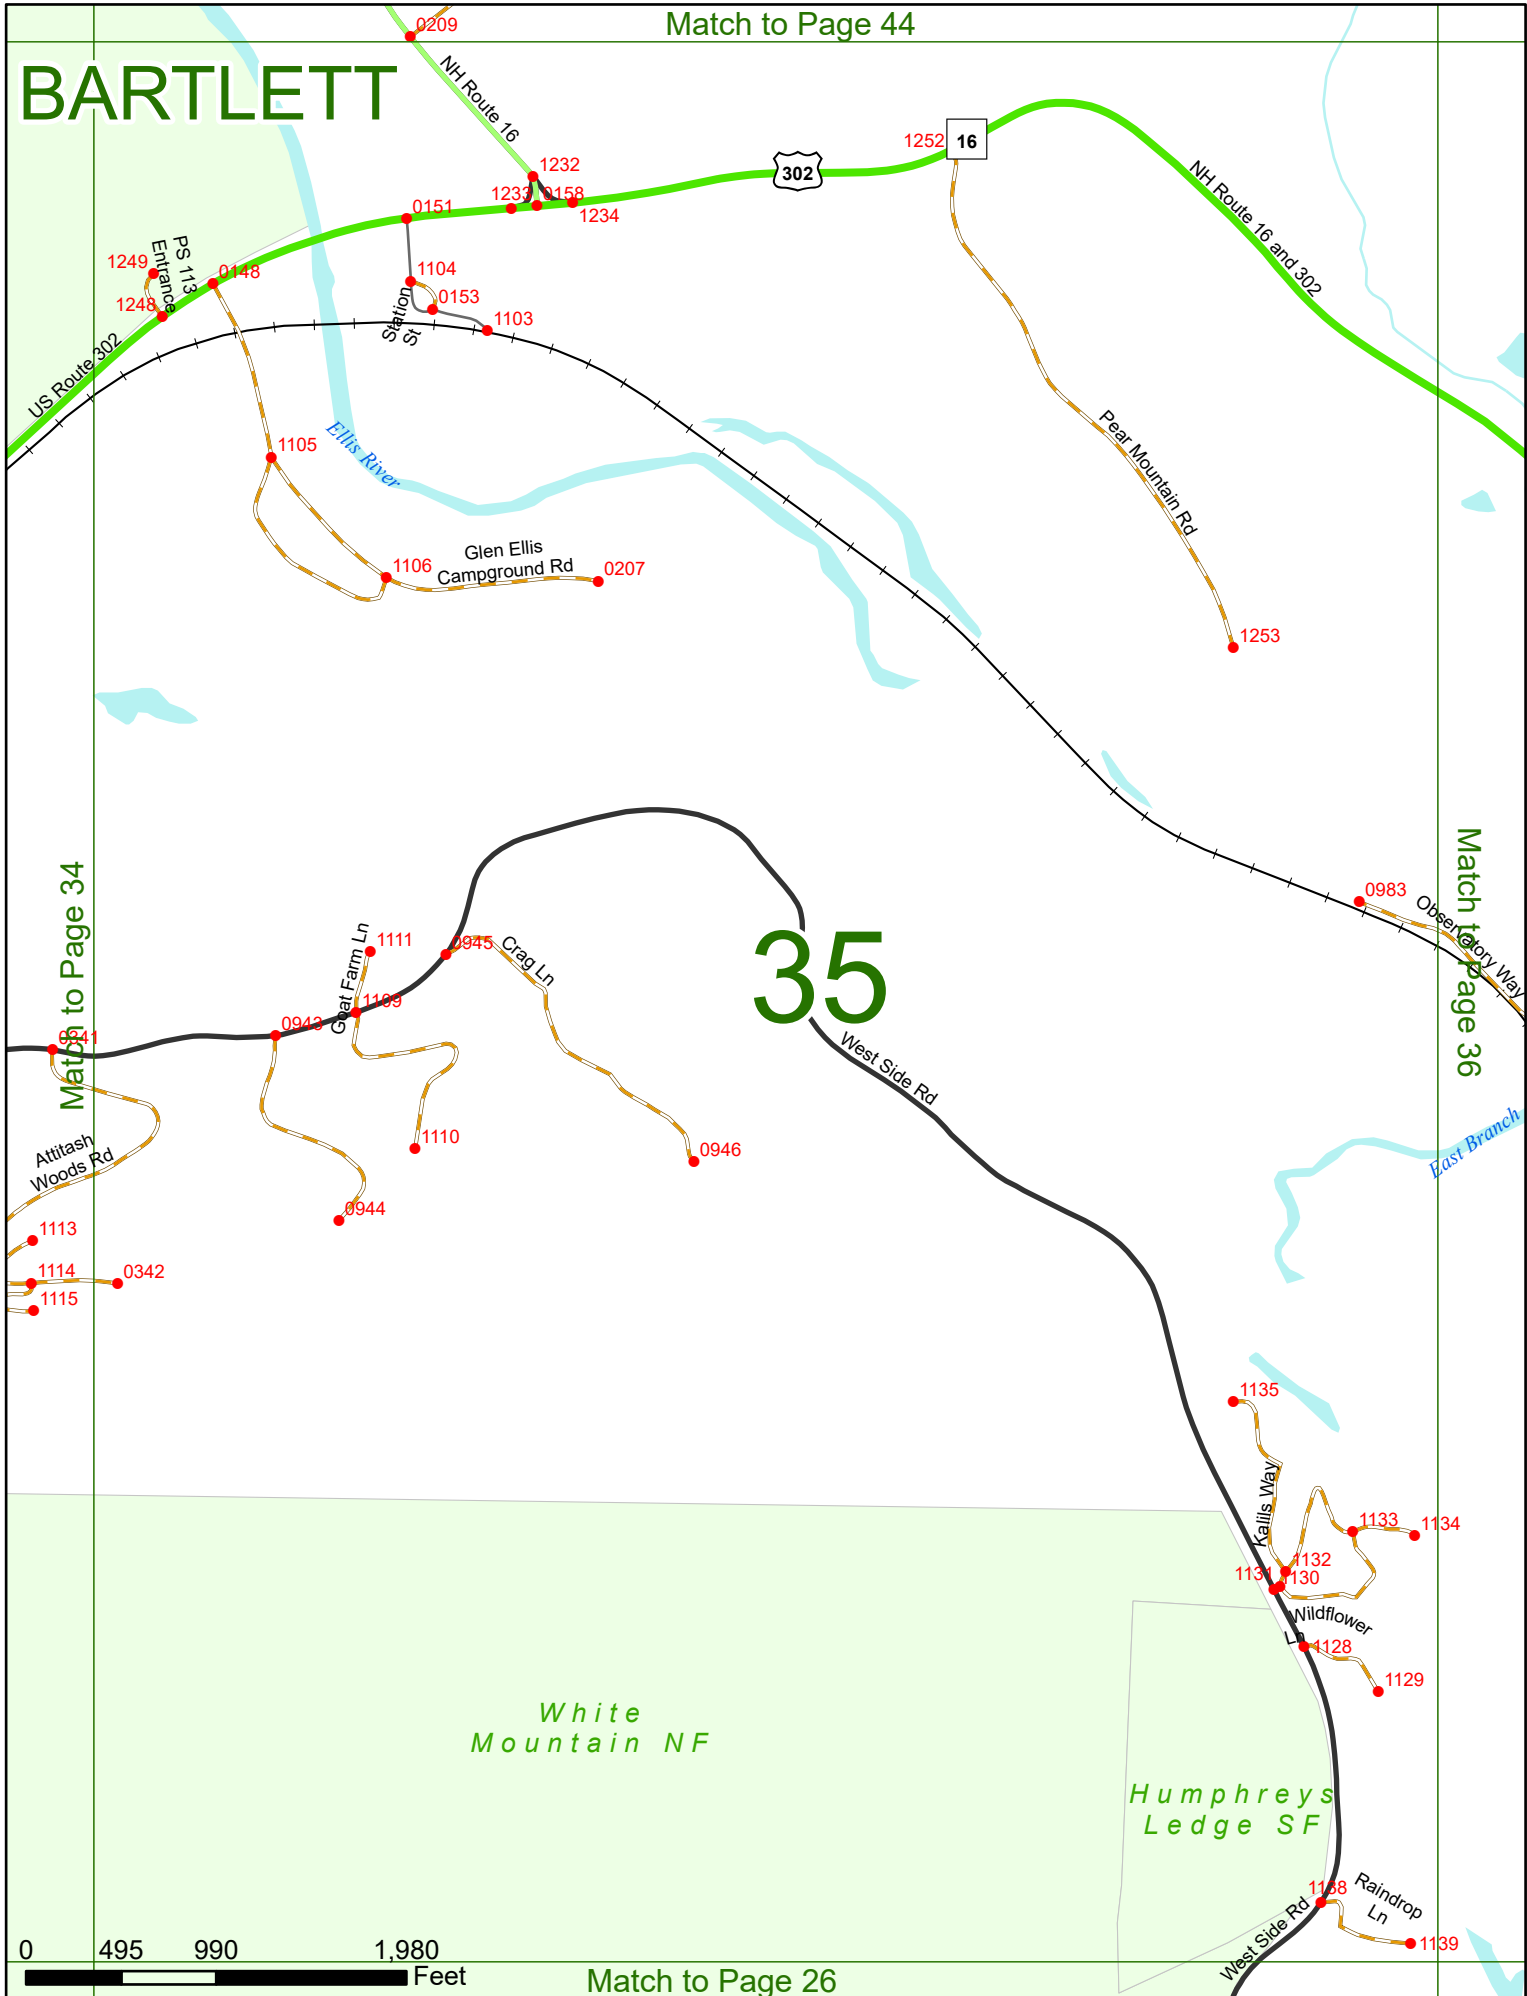 Match to Page 44
0209
BARTLETT
NH Route 16
1252
16
302
1232
1233
0158
1234
0151
NH Route 16 and 302
PS 113
Entrance
1249
0148
1248
1104
0153
1103
Station
St
US Route 302
Ellis River
1105
Pear Mountain Rd
Glen Ellis
Campground Rd
1106
0207
1253
Match to Page 34
Match to Page 36
0983
Observatory Way
1111
0945
Crag Ln
Goat Farm Ln
1109
35
0943
0341
West Side Rd
Attitash
Woods Rd
1110
0946
East Branch
0944
1113
1114
0342
1115
1135
Kalils Way
1133
1134
1132
1131
1130
Wildflower
Ln
1128
1129
White
Mountain NF
Humphreys
Ledge SF
1138
Raindrop
Ln
West Side Rd
1139
0 495 990 1,980
Feet
Match to Page 26